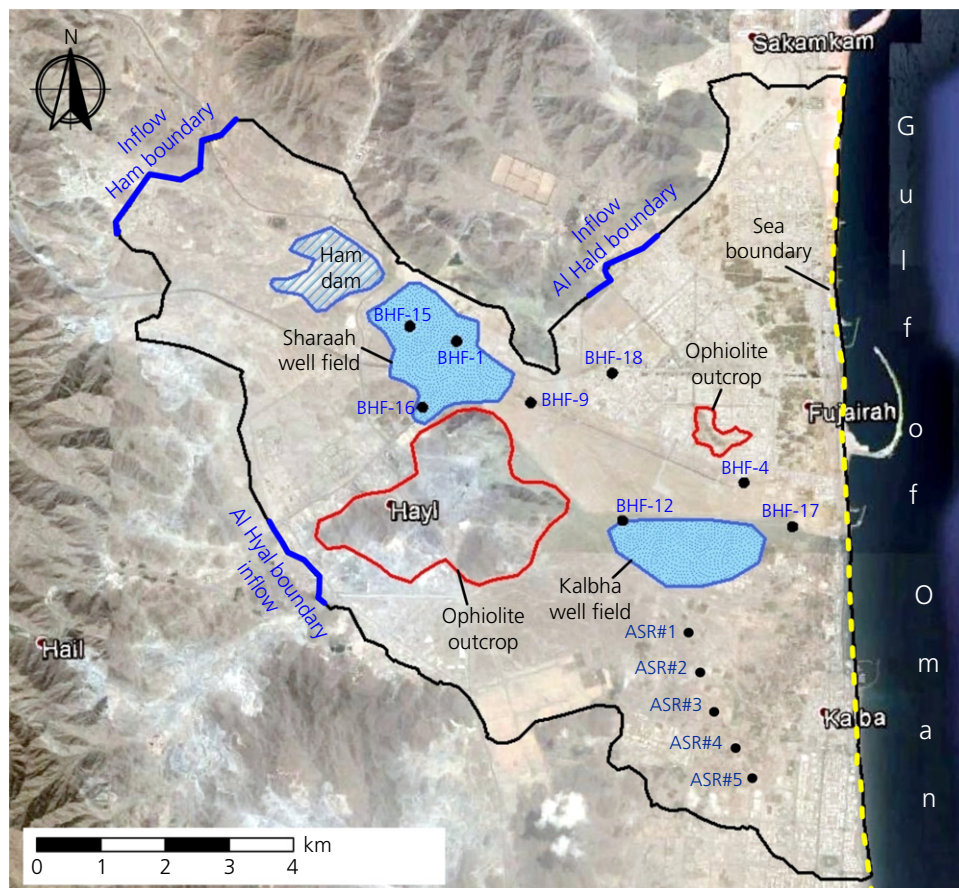 N
Sakamkam
Inflow
Ham boundary
Inflow
Al Hald boundary
Sea
boundary
Gulf of Oman
Ham
dam
BHF-15
Sharaah
well field
BHF-1
BHF-18
Ophiolite
outcrop
BHF-16
BHF-9
Fujairah
BHF-4
Hayl
BHF-12
BHF-17
Al Hyal boundary
inflow
Kalbha
well field
Ophiolite
outcrop
ASR#1
Hail
ASR#2
ASR#3
Kalba
ASR#4
ASR#5
km
0 1 2 3 4